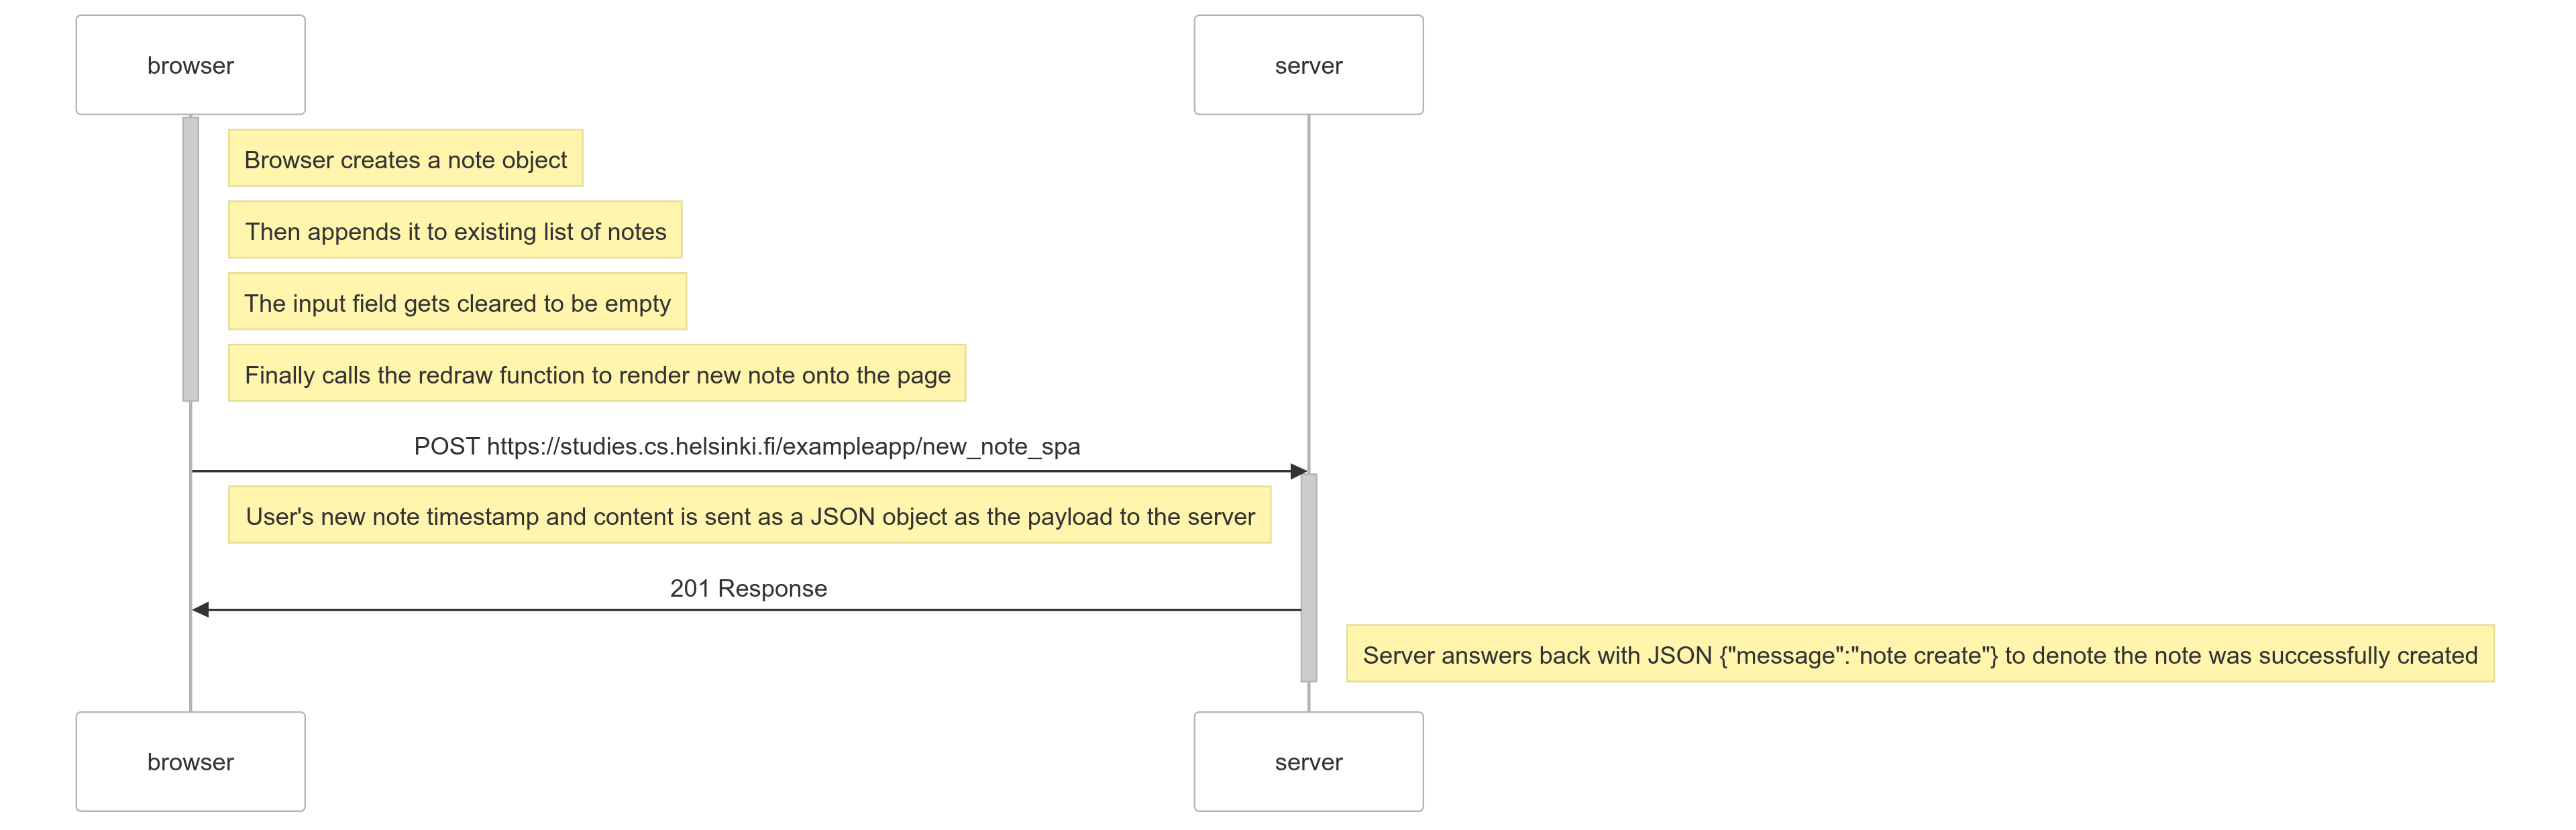 browser
server
Browser creates a note object
Then appends it to existing list of notes
The input field gets cleared to be empty
Finally calls the redraw function to render new note onto the page
POST https://studies.cs.helsinki.fi/exampleapp/new_note_spa
User's new note timestamp and content is sent as a JSON object as the payload to the server
201 Response
Server answers back with JSON {"message":"note create"} to denote the note was successfully created
browser
server